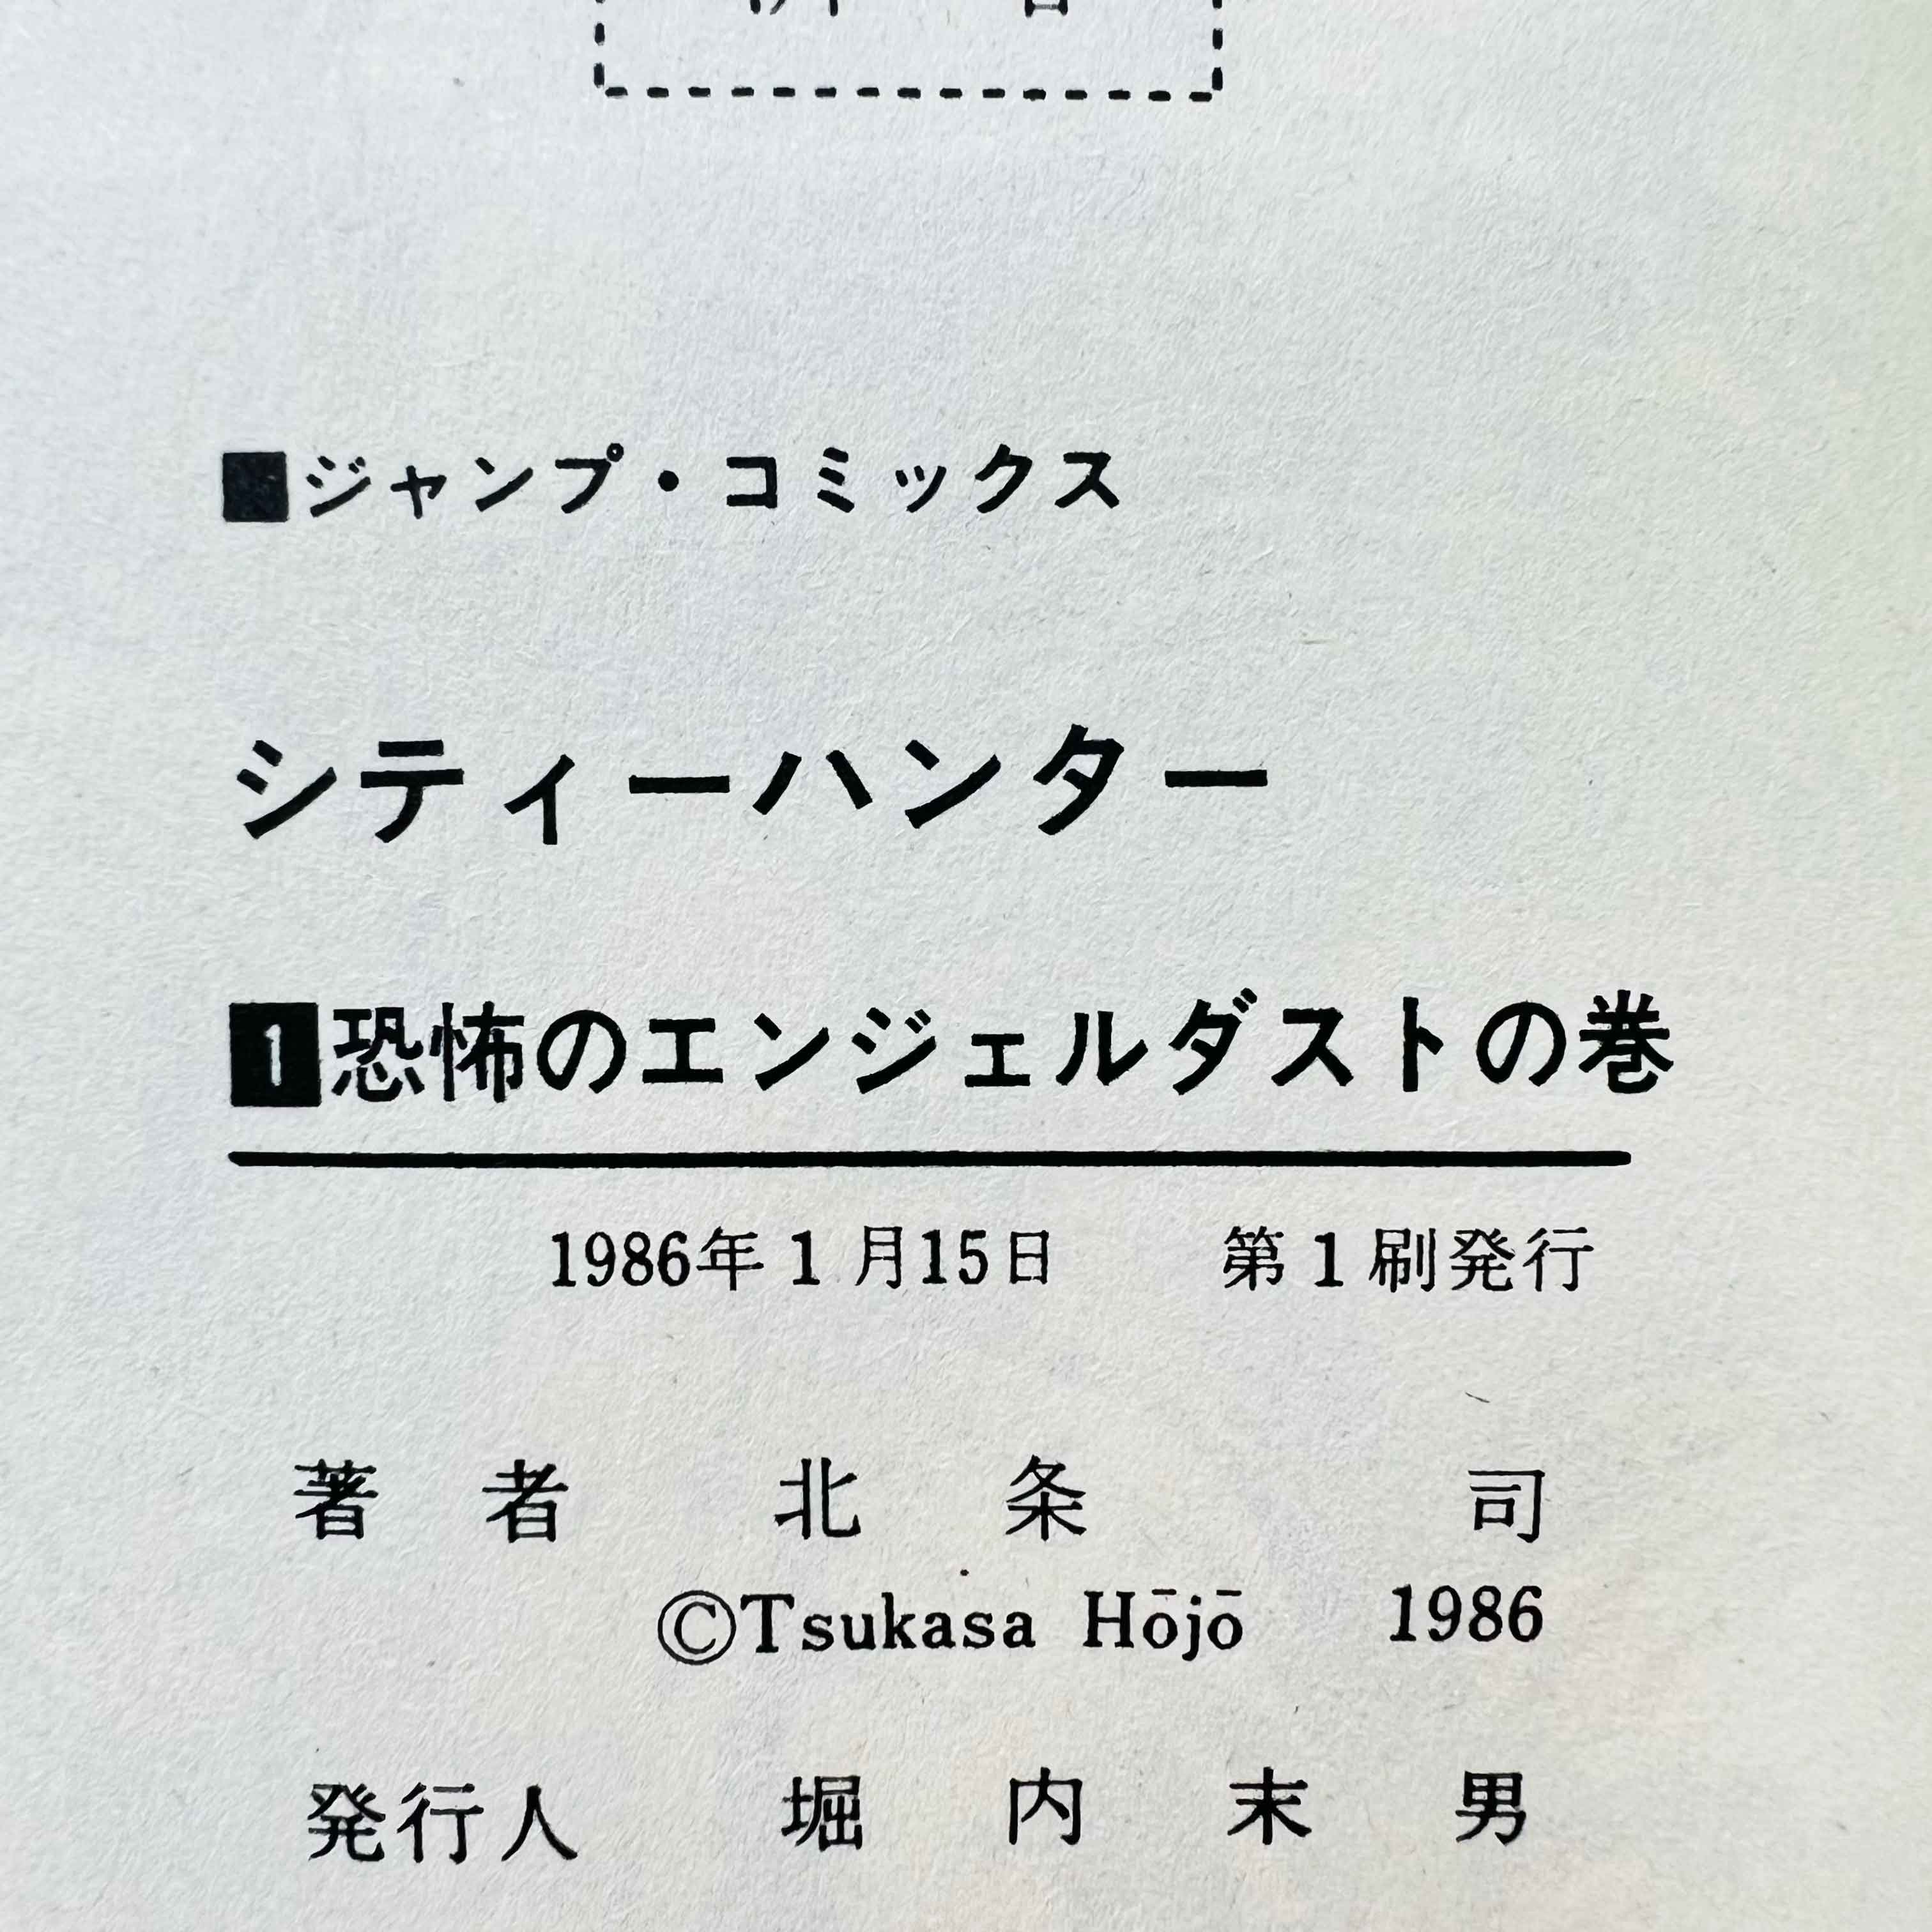 ■ジャンプ・コミックス
シティーハンター
1恐怖のエンジェルダストの巻
1986年1月15日 第1刷発行
著者 北条司
©Tsukasa Hōjō 1986
発行人 堀内末男